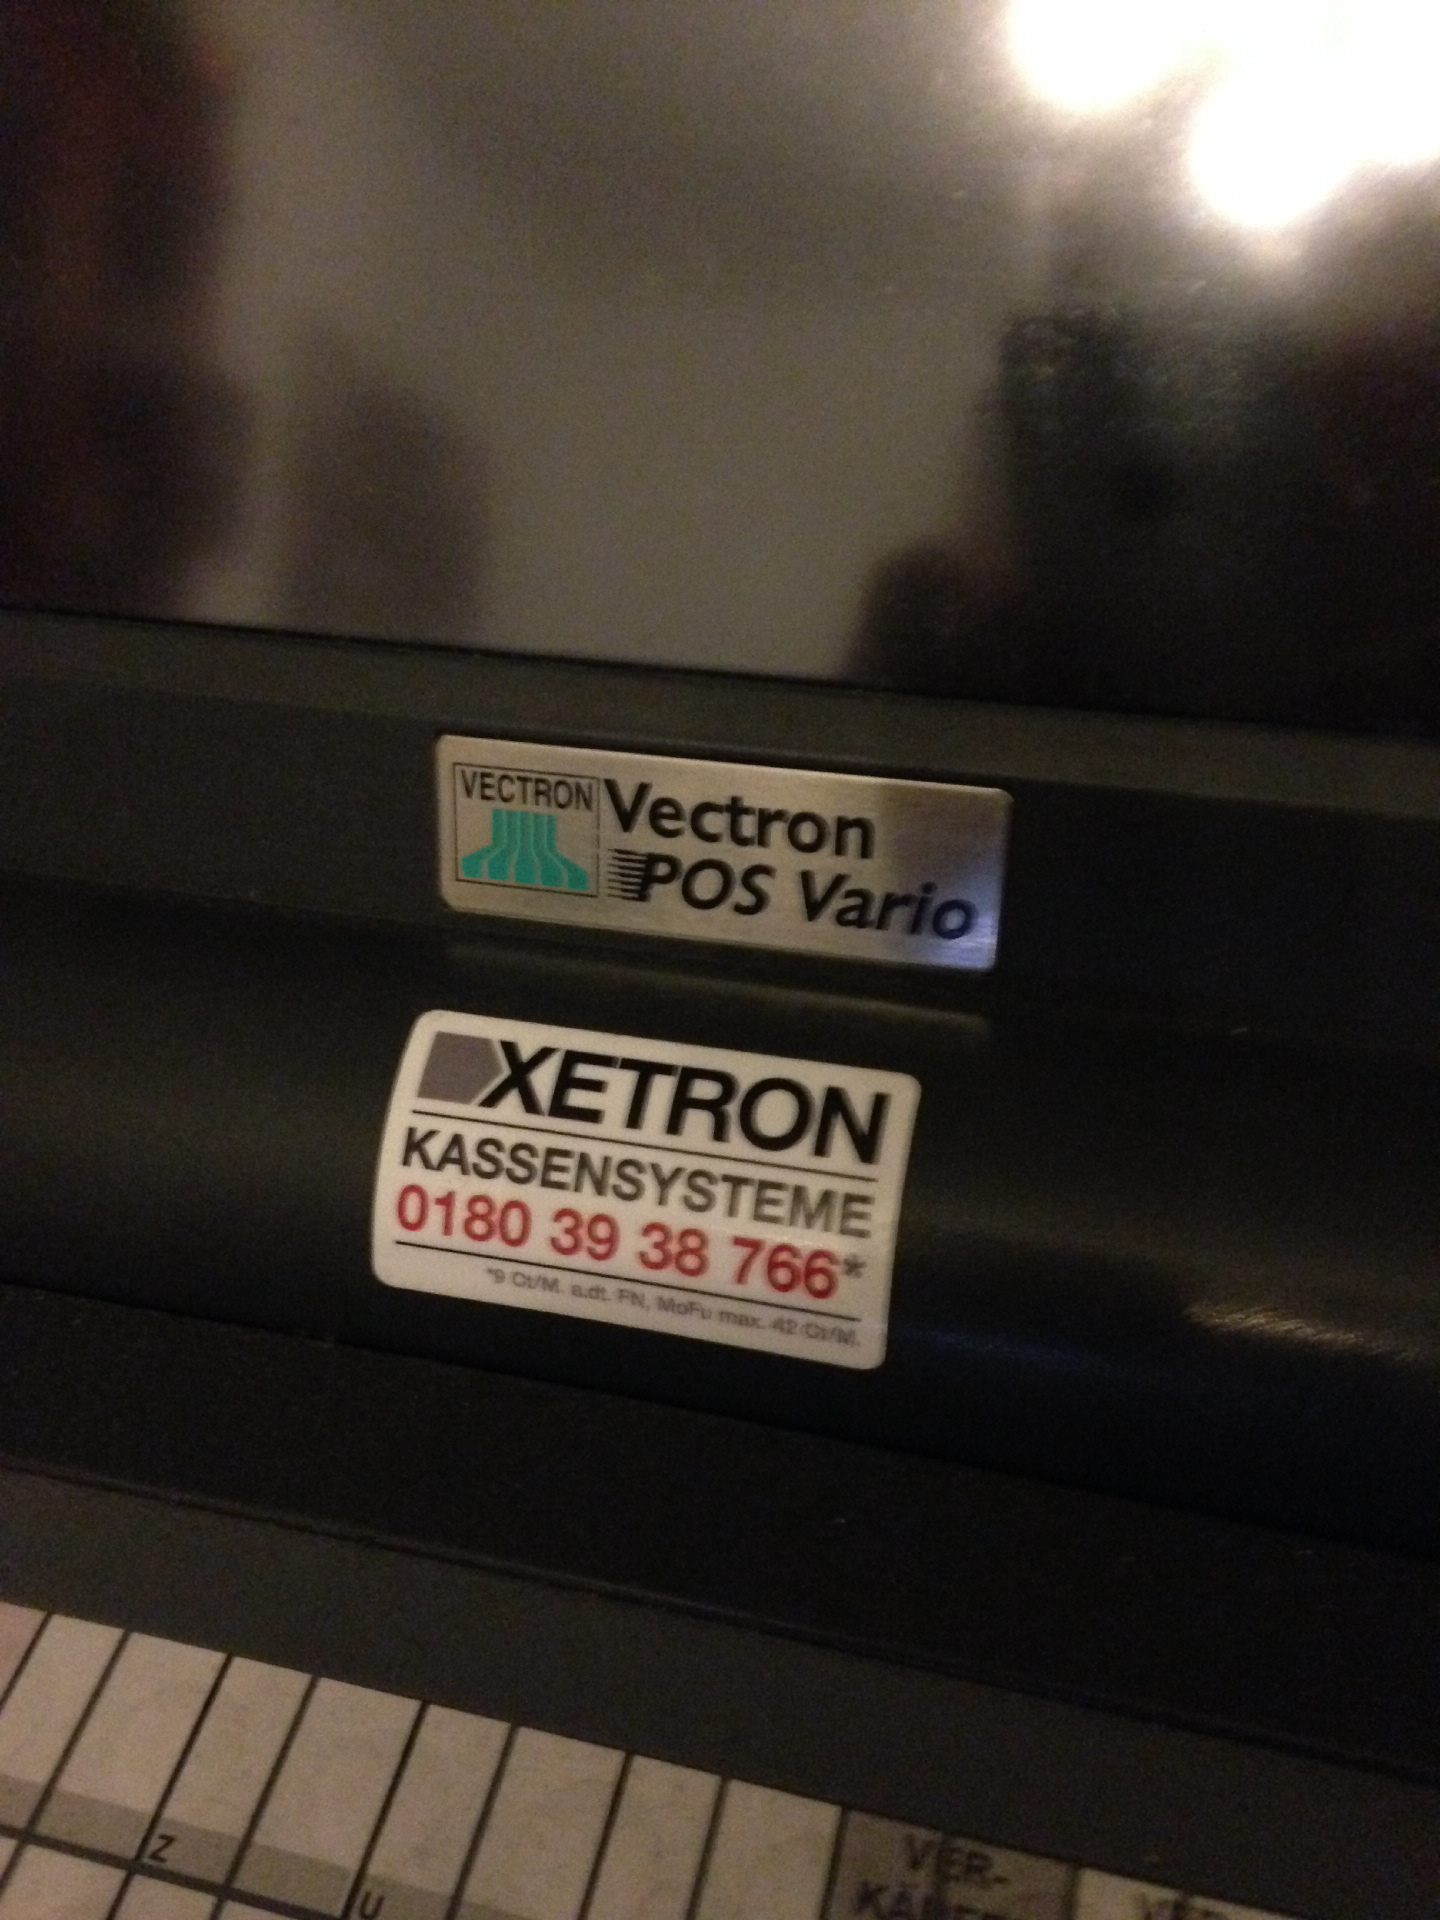 VECTRON
Vectron
POS Vario
XETRON
KASSENSYSTEME
0180 39 38 766*
*9 Ct/M. a.dt. FN, MoFu max. 42 Ct/M.
Z
U
VER-